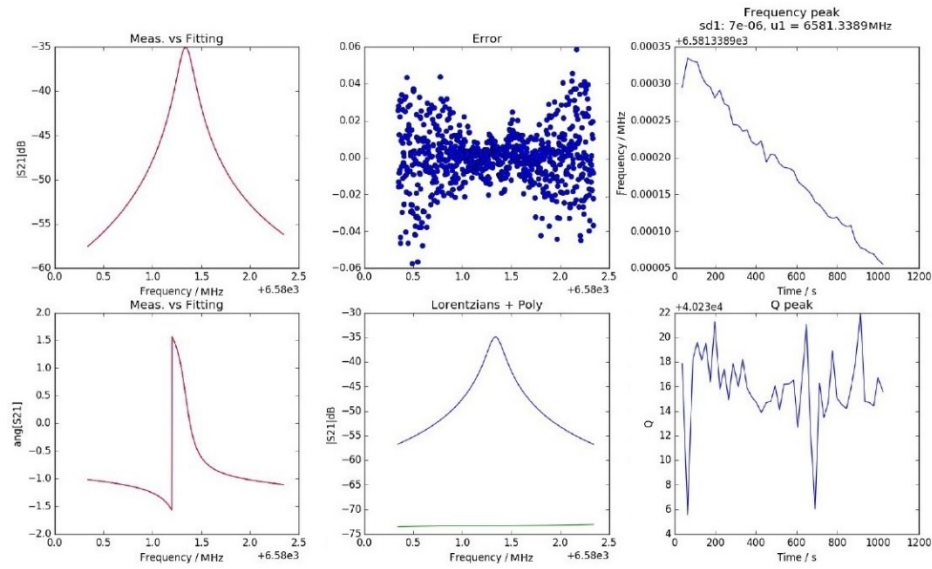 Meas. vs Fitting
−35
−40
−45
−50
−55
−60
|S21|dB
0.0 0.5 1.0 1.5 2.0 2.5
Frequency / MHz
+6.58e3
Error
0.06
0.04
0.02
0.00
−0.02
−0.04
−0.06
0.0 0.5 1.0 1.5 2.0 2.5
Frequency / MHz
+6.58e3
Frequency peak
sd1: 7e-06, u1 = 6581.3389MHz
+6.5813389e3
0.00035
0.00030
0.00025
0.00020
0.00015
0.00010
0.00005
Frequency / MHz
0 200 400 600 800 1000 1200
Time / s
Meas. vs Fitting
2.0
1.5
1.0
0.5
0.0
−0.5
−1.0
−1.5
−2.0
ang[S21]
0.0 0.5 1.0 1.5 2.0 2.5
Frequency / MHz
+6.58e3
Lorentzians + Poly
−30
−35
−40
−45
−50
−55
−60
−65
−70
−75
|S21|dB
0.0 0.5 1.0 1.5 2.0 2.5
Frequency / MHz
+6.58e3
Q peak
+4.023e4
22
20
18
16
14
12
10
8
6
4
Q
0 200 400 600 800 1000 1200
Time / s